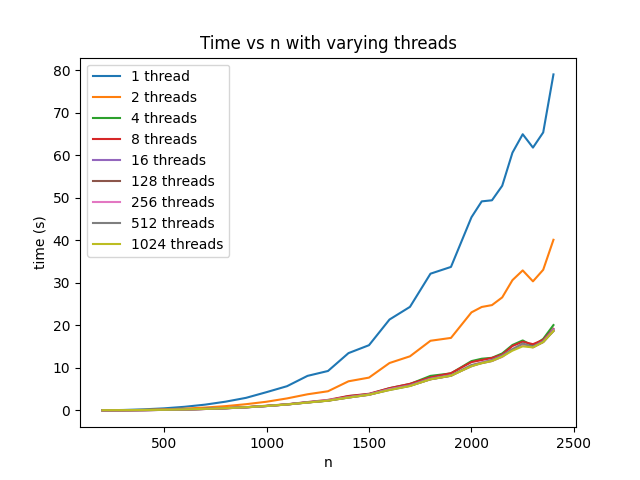 Time vs n with varying threads
80
70
60
50
40
30
20
10
0
time (s)
1 thread
2 threads
4 threads
8 threads
16 threads
128 threads
256 threads
512 threads
1024 threads
500
1000
1500
2000
2500
n